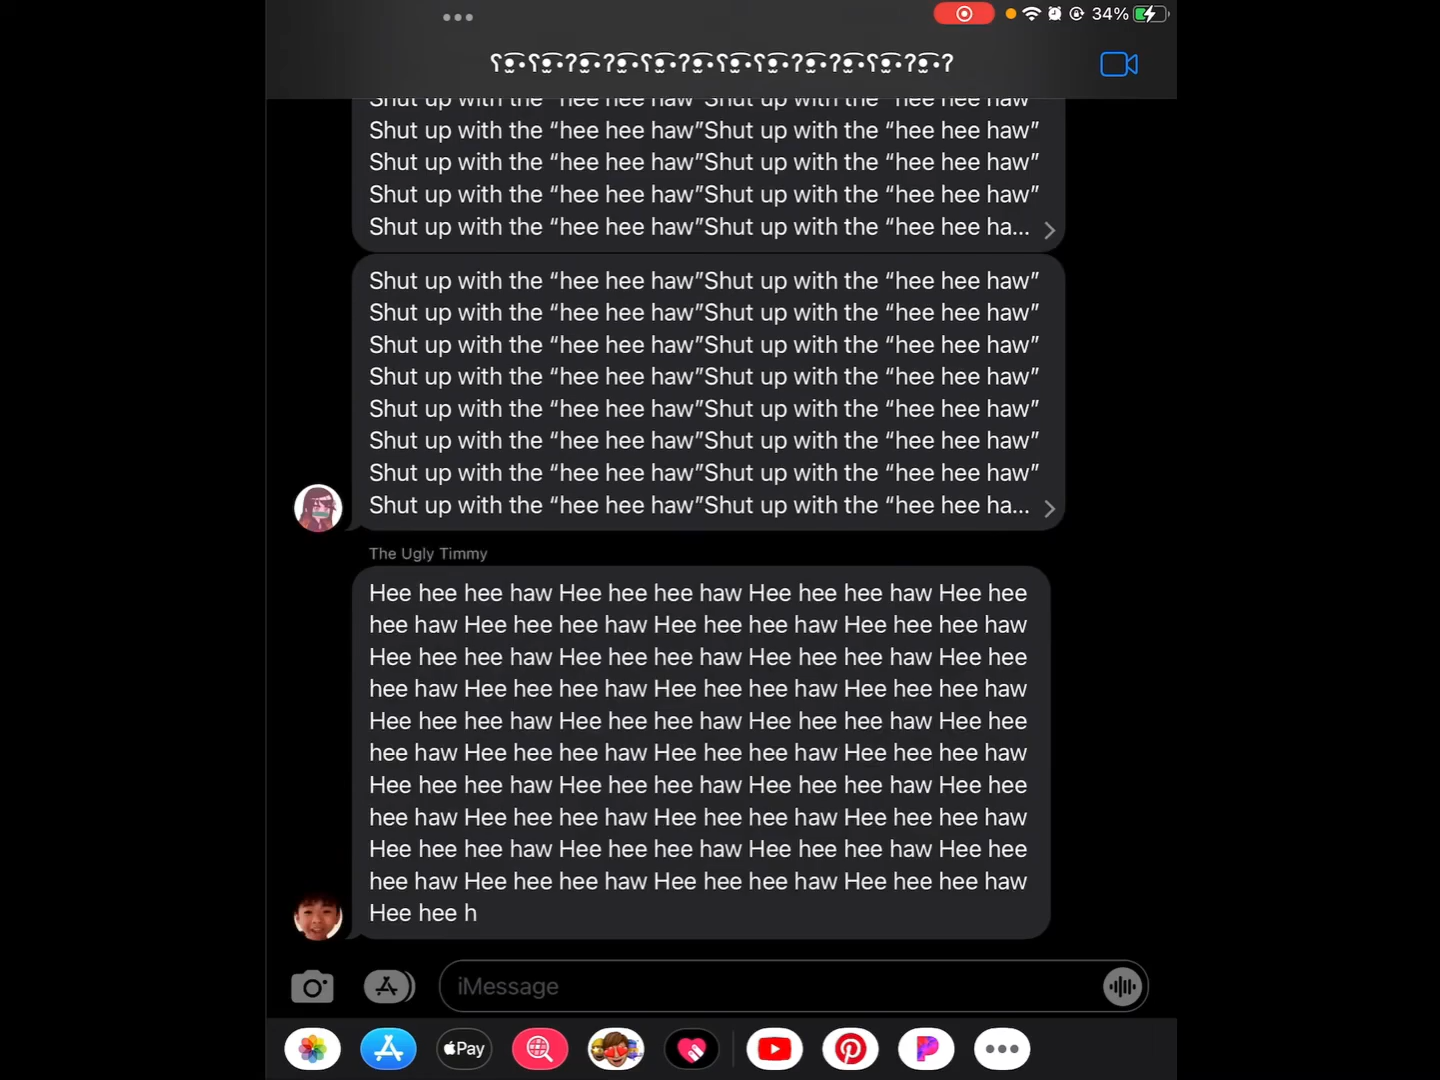 34%
ʕ•̫͡•ʕ•̫͡•ʔ•̫͡•ʔ•̫͡•ʕ•̫͡•ʔ•̫͡•ʕ•̫͡•ʕ•̫͡•ʔ•̫͡•ʔ•̫͡•ʕ•̫͡•ʔ•̫͡•ʔ
Shut up with the “hee hee haw”Shut up with the “hee hee haw”
Shut up with the “hee hee haw”Shut up with the “hee hee haw”
Shut up with the “hee hee haw”Shut up with the “hee hee haw”
Shut up with the “hee hee haw”Shut up with the “hee hee haw”
Shut up with the “hee hee haw”Shut up with the “hee hee ha...
Shut up with the “hee hee haw”Shut up with the “hee hee haw”
Shut up with the “hee hee haw”Shut up with the “hee hee haw”
Shut up with the “hee hee haw”Shut up with the “hee hee haw”
Shut up with the “hee hee haw”Shut up with the “hee hee haw”
Shut up with the “hee hee haw”Shut up with the “hee hee haw”
Shut up with the “hee hee haw”Shut up with the “hee hee haw”
Shut up with the “hee hee haw”Shut up with the “hee hee haw”
Shut up with the “hee hee haw”Shut up with the “hee hee ha...
The Ugly Timmy
Hee hee hee haw Hee hee hee haw Hee hee hee haw Hee hee
hee haw Hee hee hee haw Hee hee hee haw Hee hee hee haw
Hee hee hee haw Hee hee hee haw Hee hee hee haw Hee hee
hee haw Hee hee hee haw Hee hee hee haw Hee hee hee haw
Hee hee hee haw Hee hee hee haw Hee hee hee haw Hee hee
hee haw Hee hee hee haw Hee hee hee haw Hee hee hee haw
Hee hee hee haw Hee hee hee haw Hee hee hee haw Hee hee
hee haw Hee hee hee haw Hee hee hee haw Hee hee hee haw
Hee hee hee haw Hee hee hee haw Hee hee hee haw Hee hee
hee haw Hee hee hee haw Hee hee hee haw Hee hee hee haw
Hee hee h
iMessage
Pay